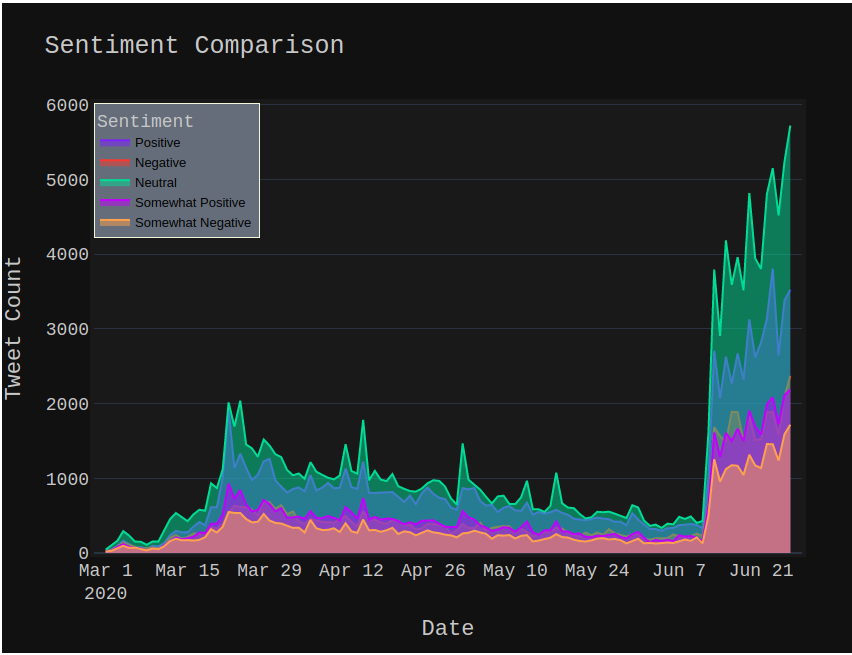 Sentiment Comparison
6000
5000
4000
3000
2000
1000
0
Tweet Count
Sentiment
Positive
Negative
Neutral
Somewhat Positive
Somewhat Negative
Mar 1 Mar 15 Mar 29 Apr 12 Apr 26 May 10 May 24 Jun 7 Jun 21
2020
Date